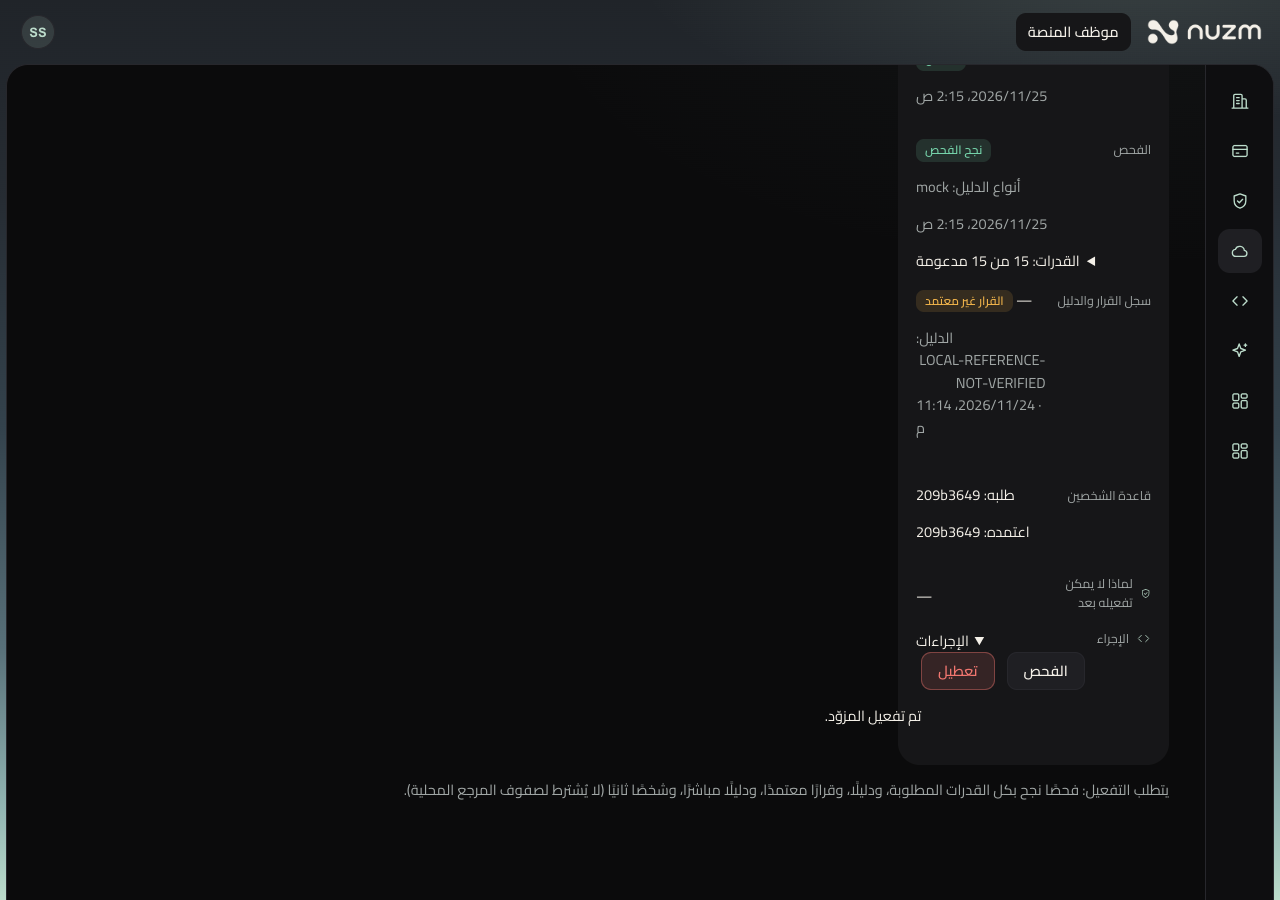 nuzm
موظف المنصة
SS
2026/11/25، 2:15 ص
الفحص
نجح الفحص
أنواع الدليل: mock
2026/11/25، 2:15 ص
القدرات: 15 من 15 مدعومة
سجل القرار والدليل
— القرار غير معتمد
الدليل:
LOCAL-REFERENCE-
NOT-VERIFIED
· 2026/11/24، 11:14
م
قاعدة الشخصين
طلبه: 209b3649
اعتمده: 209b3649
لماذا لا يمكن
تفعيله بعد
—
الإجراء
الإجراءات
الفحص
تعطيل
تم تفعيل المزوّد.
يتطلب التفعيل: فحصًا نجح بكل القدرات المطلوبة، ودليلًا، وقرارًا معتمدًا، ودليلًا مباشرًا، وشخصًا ثانيًا (لا يُشترط لصفوف المرجع المحلية).